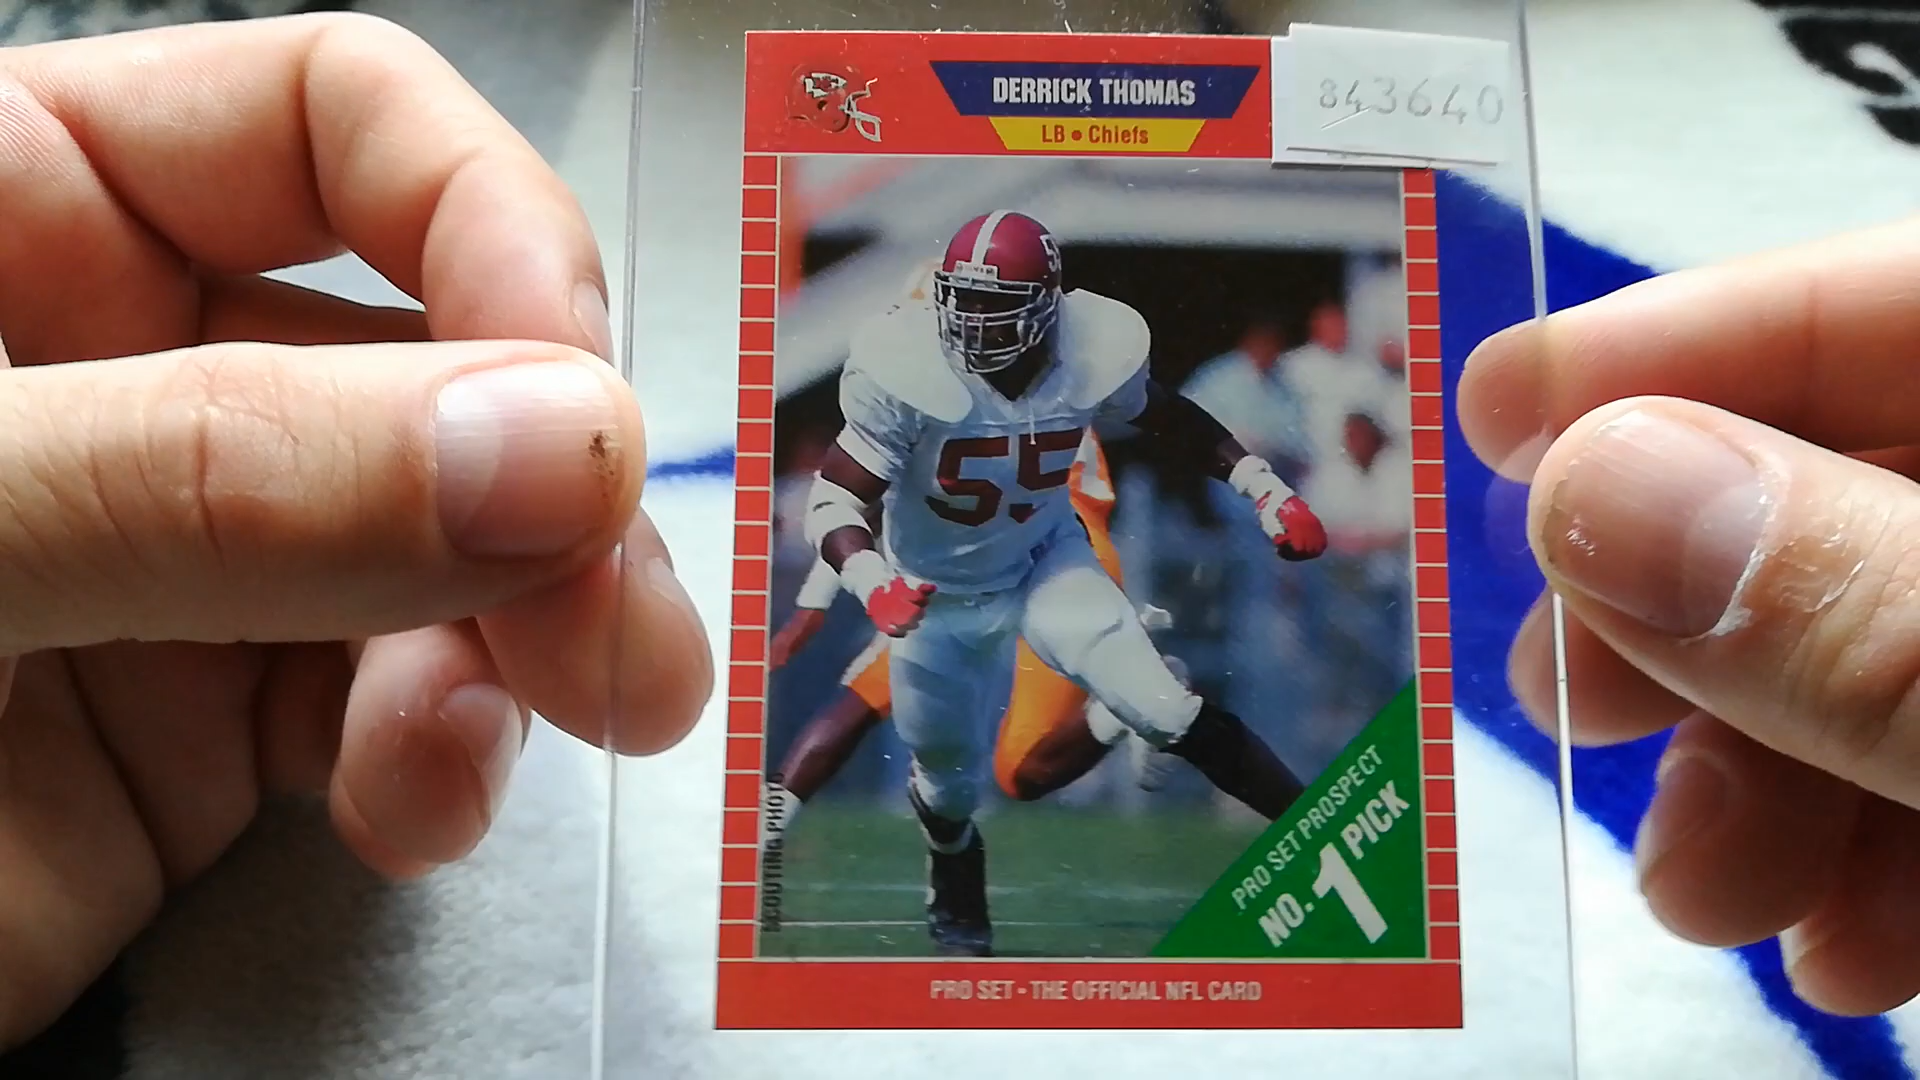 DERRICK THOMAS
LB • Chiefs
843640
55
SCOUTING PHOTO
PRO SET PROSPECT
NO. 1 PICK
PRO SET - THE OFFICIAL NFL CARD